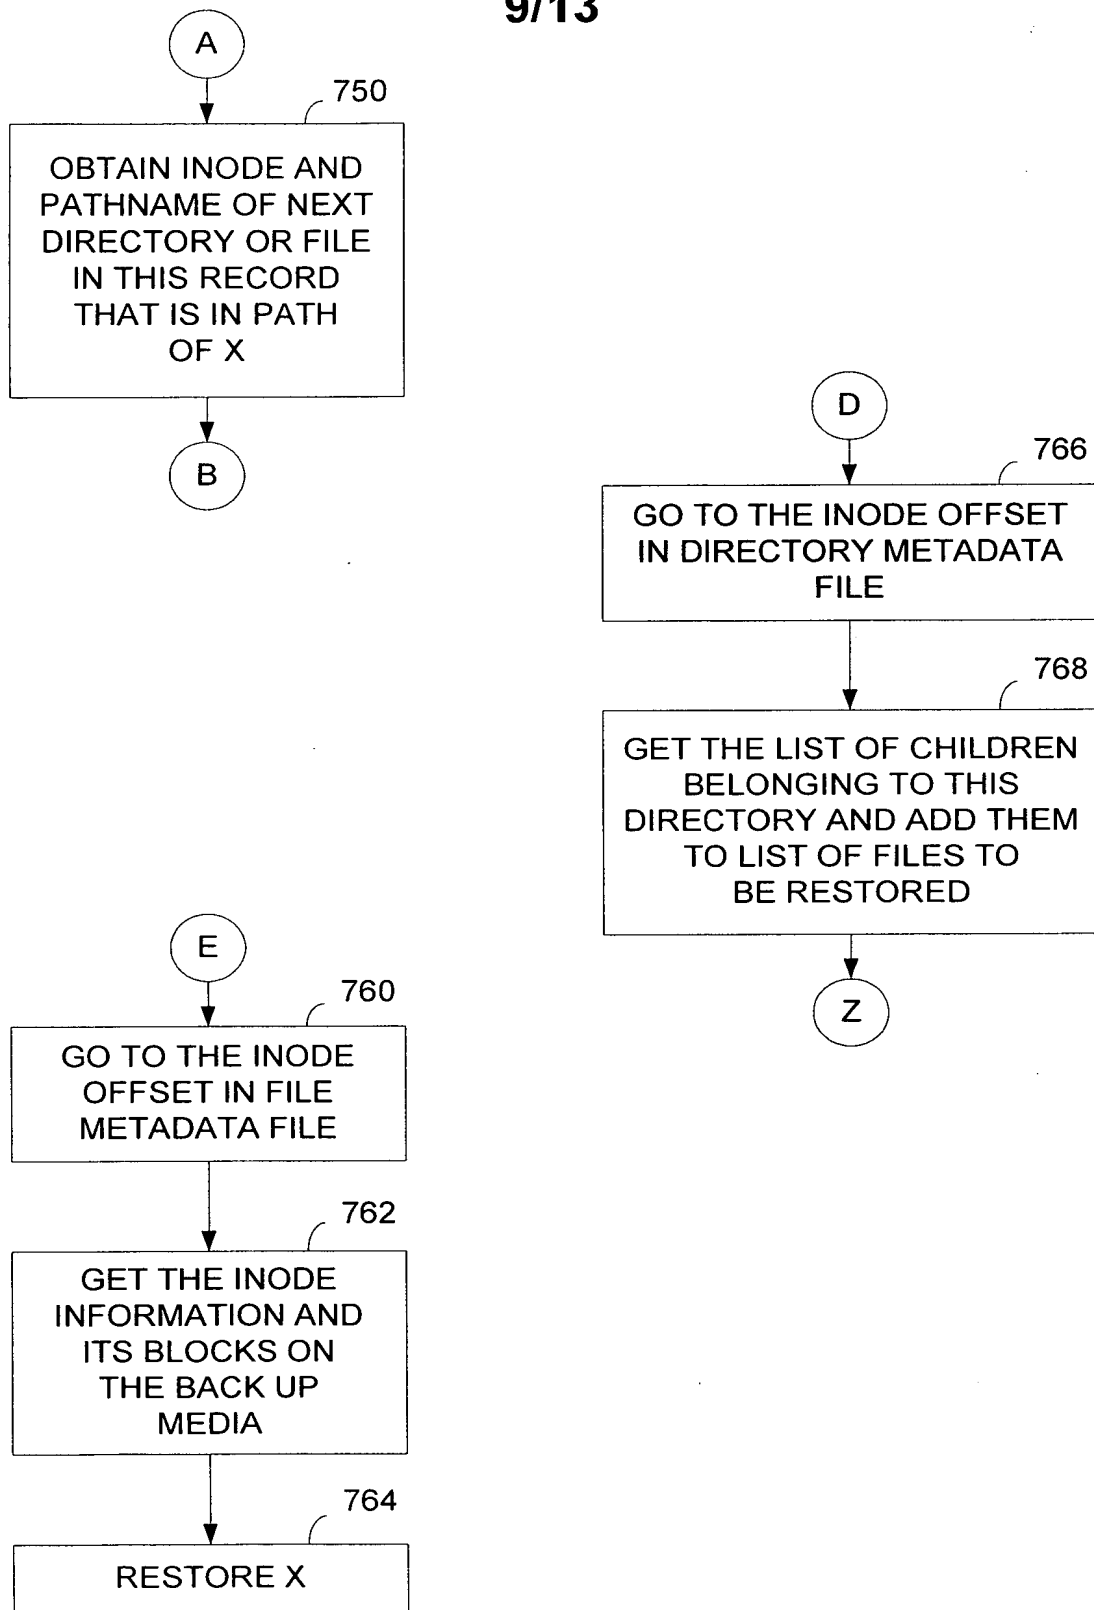 9/13
A
750
OBTAIN INODE AND
PATHNAME OF NEXT
DIRECTORY OR FILE
IN THIS RECORD
THAT IS IN PATH
OF X
B
D
766
GO TO THE INODE OFFSET
IN DIRECTORY METADATA
FILE
768
GET THE LIST OF CHILDREN
BELONGING TO THIS
DIRECTORY AND ADD THEM
TO LIST OF FILES TO
BE RESTORED
Z
E
760
GO TO THE INODE
OFFSET IN FILE
METADATA FILE
762
GET THE INODE
INFORMATION AND
ITS BLOCKS ON
THE BACK UP
MEDIA
764
RESTORE X